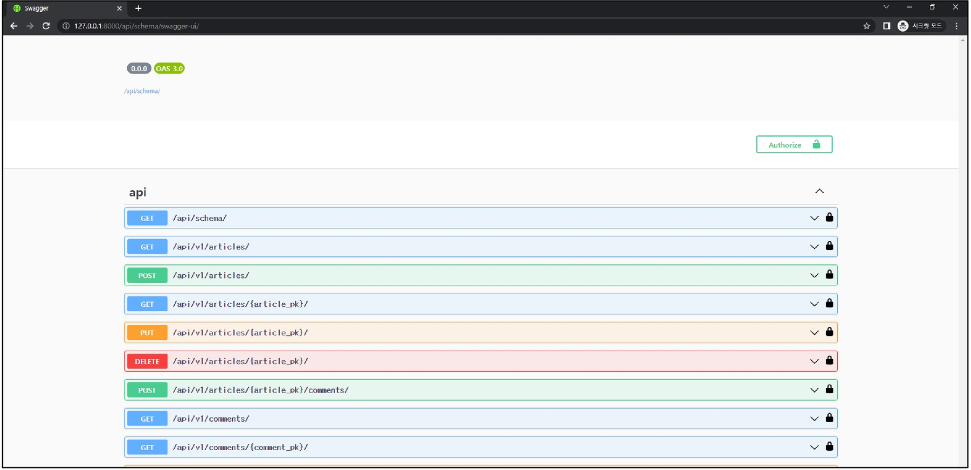 Swagger
127.0.0.1:8000/api/schema/swagger-ui/
시크릿 모드
0.0.0 OAS 3.0
/api/schema/
Authorize
api
GET /api/schema/
GET /api/v1/articles/
POST /api/v1/articles/
GET /api/v1/articles/{article_pk}/
PUT /api/v1/articles/{article_pk}/
DELETE /api/v1/articles/{article_pk}/
POST /api/v1/articles/{article_pk}/comments/
GET /api/v1/comments/
GET /api/v1/comments/{comment_pk}/